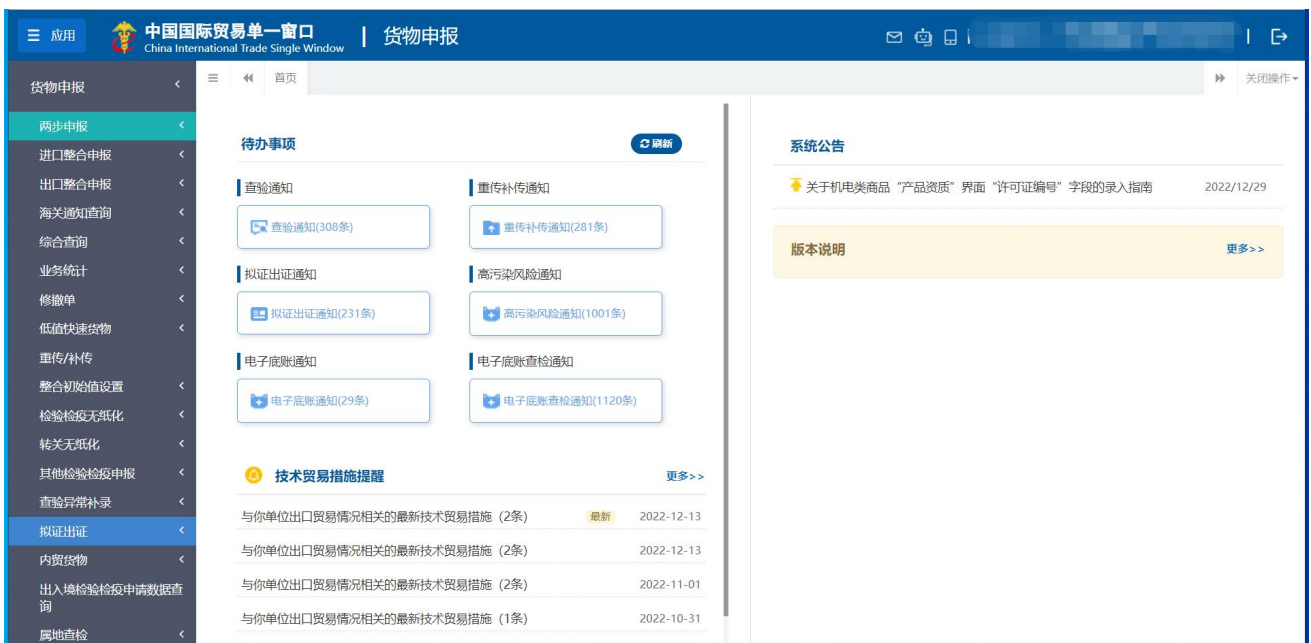 应用
中国国际贸易单一窗口
China International Trade Single Window
货物申报
货物申报
首页
关闭操作
两步申报
进口整合申报
出口整合申报
海关通知查询
综合查询
业务统计
修撤单
低值快速货物
重传/补传
整合初始值设置
检验检疫无纸化
转关无纸化
其他检验检疫申报
查验异常补录
拟证出证
内贸货物
出入境检验检疫申请数据查
询
属地查检
待办事项
刷新
查验通知
重传补传通知
查验通知(308条)
重传补传通知(281条)
拟证出证通知
高污染风险通知
拟证出证通知(231条)
高污染风险通知(1001条)
电子底账通知
电子底账查检通知
电子底账通知(29条)
电子底账查检通知(1120条)
技术贸易措施提醒
更多>>
与你单位出口贸易情况相关的最新技术贸易措施（2条） 最新 2022-12-13
与你单位出口贸易情况相关的最新技术贸易措施（2条） 2022-12-13
与你单位出口贸易情况相关的最新技术贸易措施（2条） 2022-11-01
与你单位出口贸易情况相关的最新技术贸易措施（1条） 2022-10-31
系统公告
关于机电类商品“产品资质”界面“许可证编号”字段的录入指南 2022/12/29
版本说明
更多>>